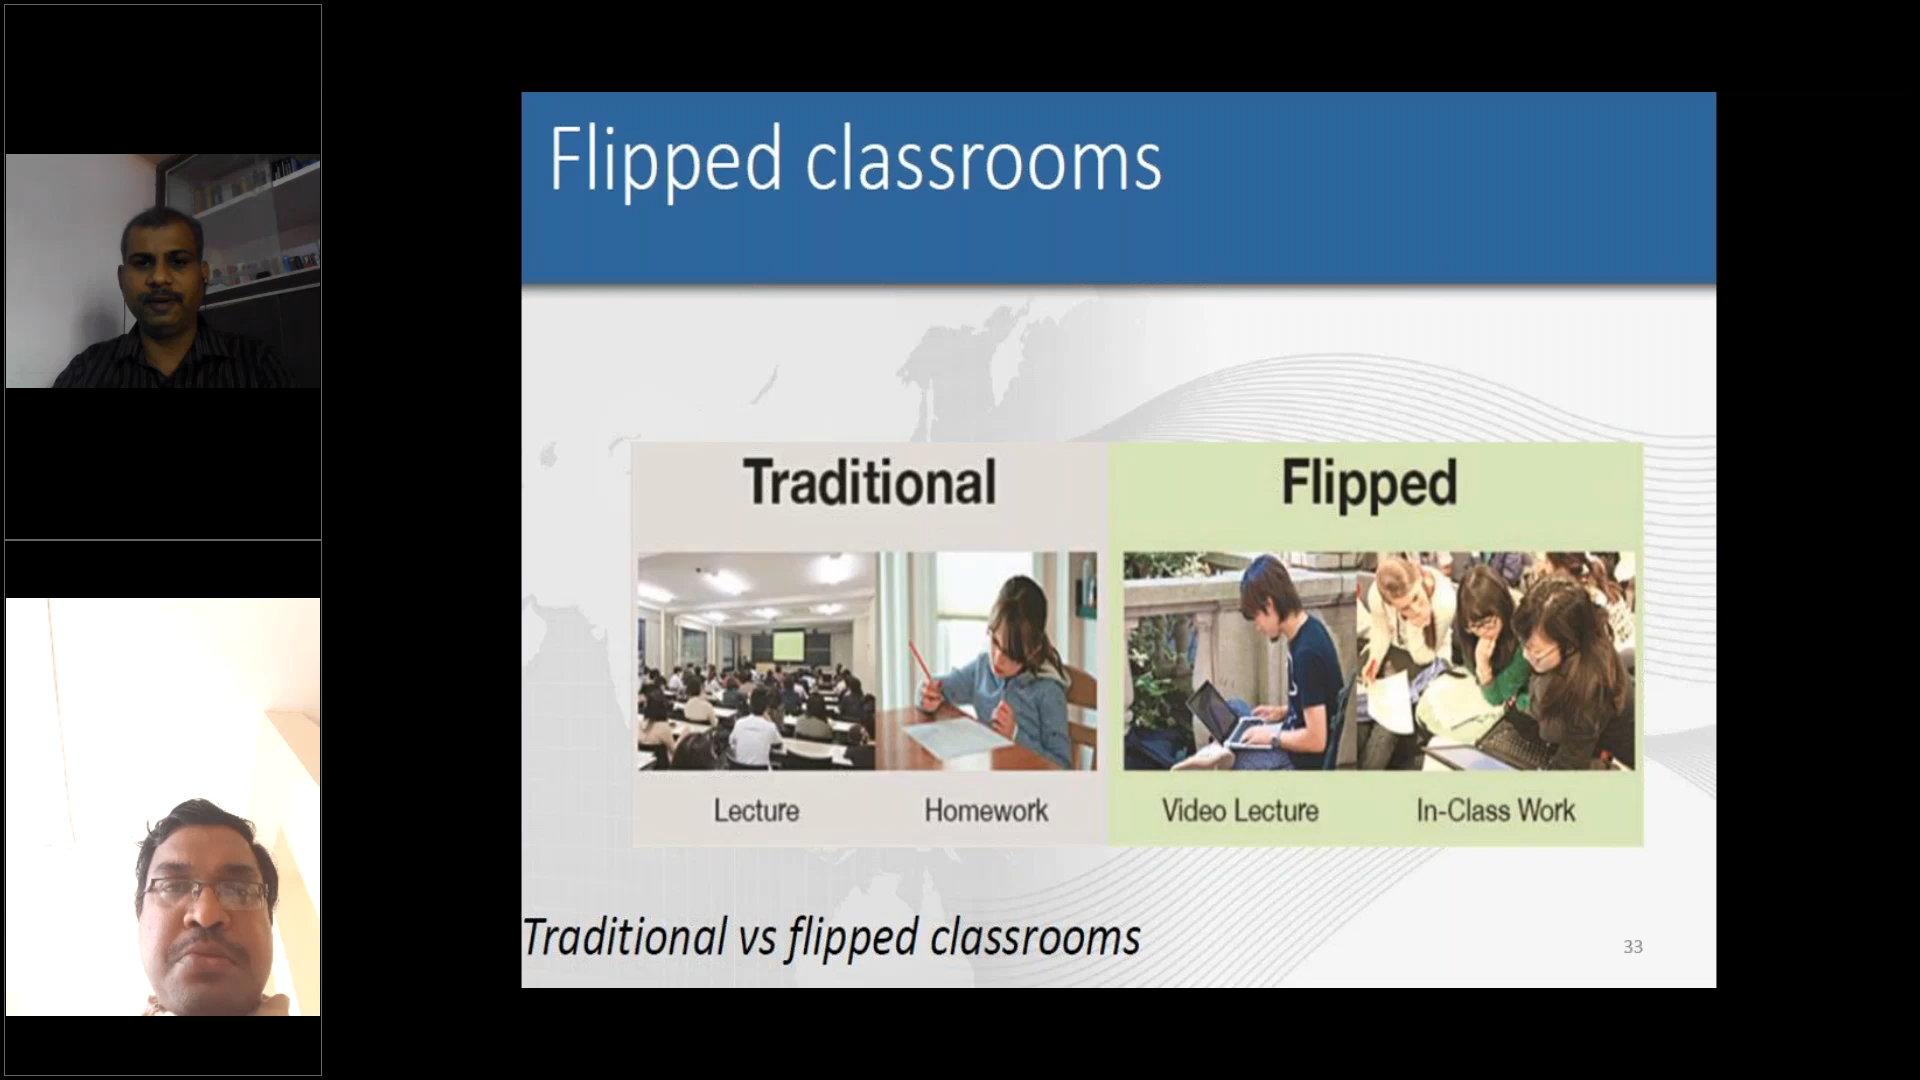 Flipped classrooms
Traditional
Flipped
Lecture
Homework
Video Lecture
In-Class Work
Traditional vs flipped classrooms
33